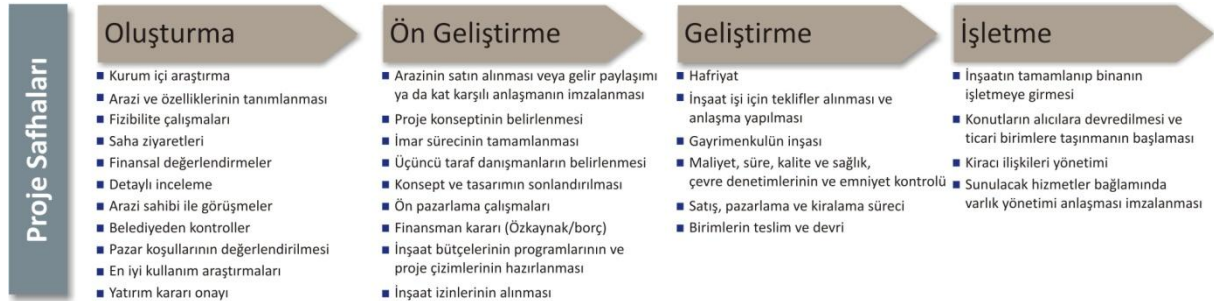 Proje Safhaları
Oluşturma
Kurum içi araştırma
Arazi ve özelliklerinin tanımlanması
Fizibilite çalışmaları
Saha ziyaretleri
Finansal değerlendirmeler
Detaylı inceleme
Arazi sahibi ile görüşmeler
Belediyeden kontroller
Pazar koşullarının değerlendirilmesi
En iyi kullanım araştırmaları
Yatırım kararı onayı
Ön Geliştirme
Arazinin satın alınması veya gelir paylaşımı
ya da kat karşılı anlaşmanın imzalanması
Proje konseptinin belirlenmesi
İmar sürecinin tamamlanması
Üçüncü taraf danışmanların belirlenmesi
Konsept ve tasarımın sonlandırılması
Ön pazarlama çalışmaları
Finansman kararı (Özkaynak/borç)
İnşaat bütçelerinin programlarının ve
proje çizimlerinin hazırlanması
İnşaat izinlerinin alınması
Geliştirme
Hafriyat
İnşaat işi için teklifler alınması ve
anlaşma yapılması
Gayrimenkulün inşası
Maliyet, süre, kalite ve sağlık,
çevre denetimlerinin ve emniyet kontrolü
Satış, pazarlama ve kiralama süreci
Birimlerin teslim ve devri
İşletme
İnşaatın tamamlanıp binanın
işletmeye girmesi
Konutların alıcılara devredilmesi ve
ticari birimlere taşınmanın başlaması
Kiracı ilişkileri yönetimi
Sunulacak hizmetler bağlamında
varlık yönetimi anlaşması imzalanması